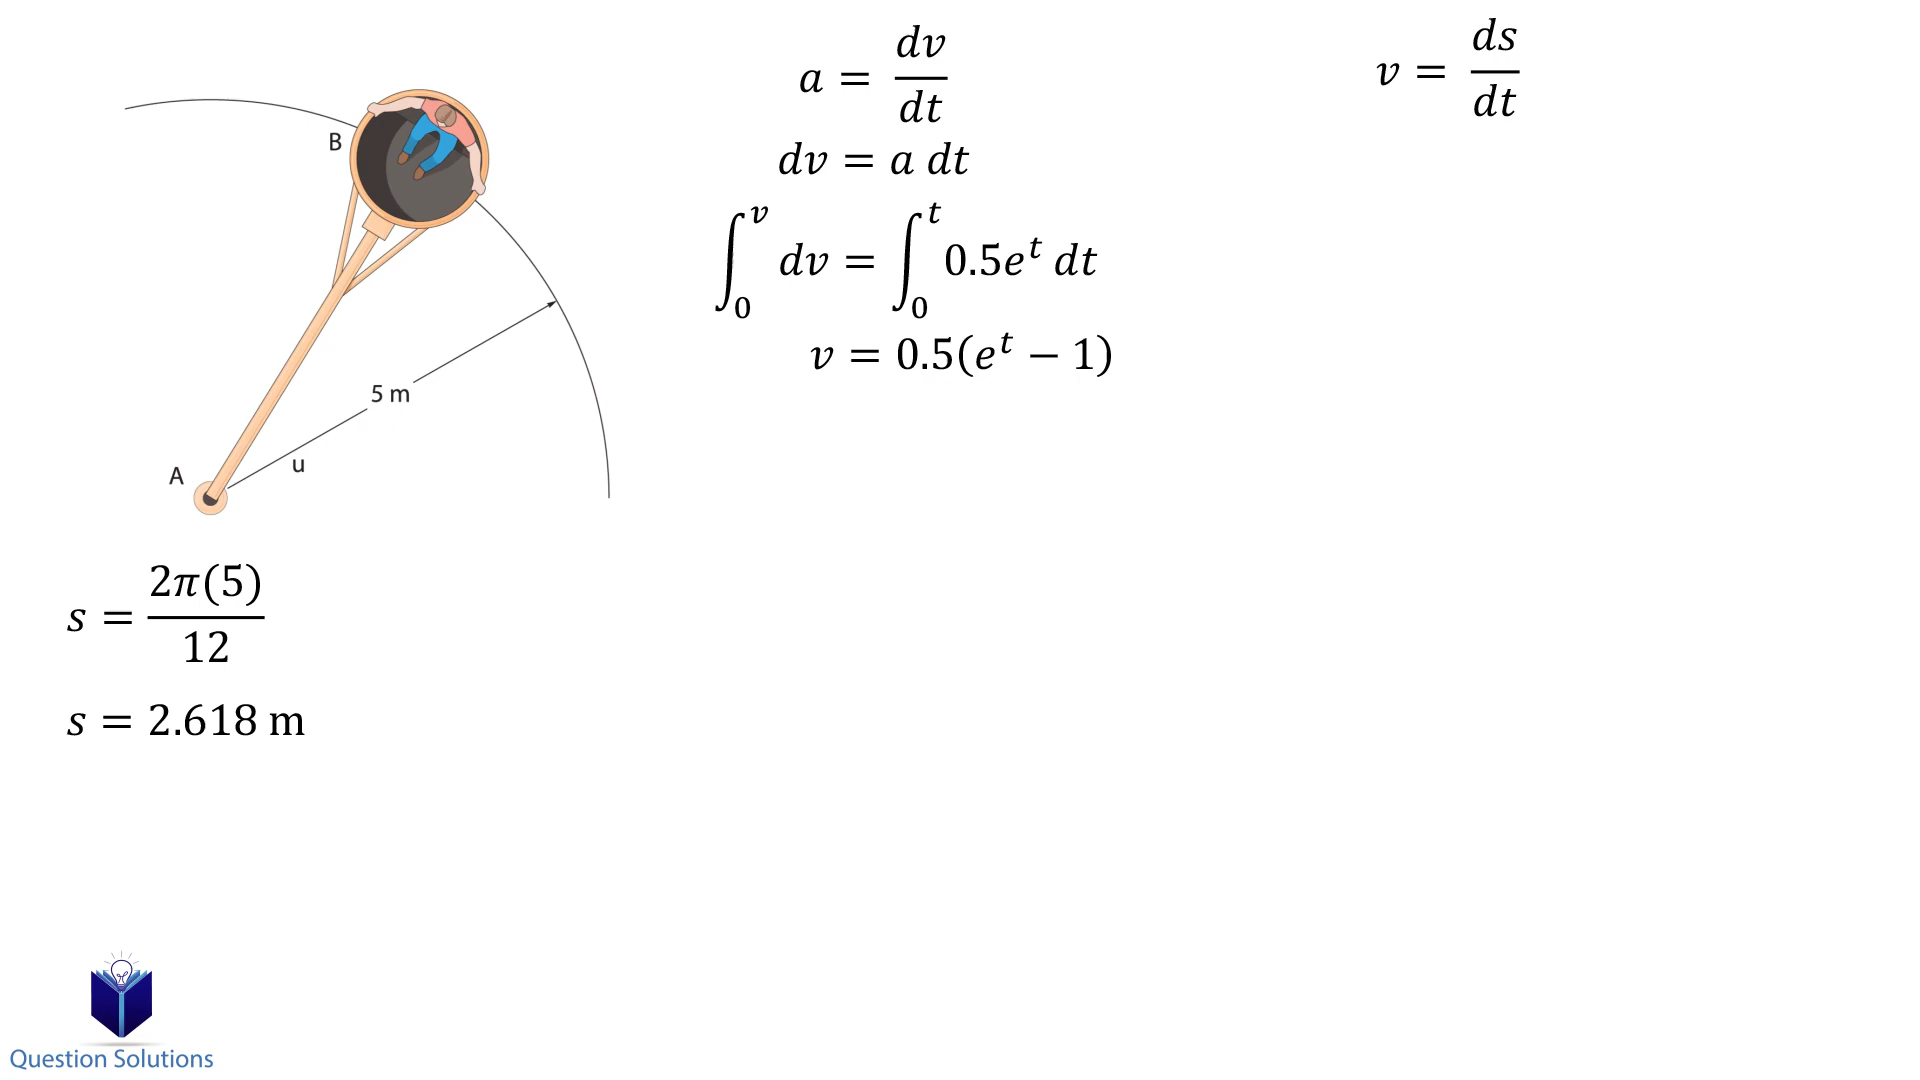 B
5 m
A
u
s = 2π(5)/12
s = 2.618 m
a = dv/dt
dv = a dt
∫₀ᵛ dv = ∫₀ᵗ 0.5eᵗ dt
v = 0.5(eᵗ − 1)
v = ds/dt
Question Solutions